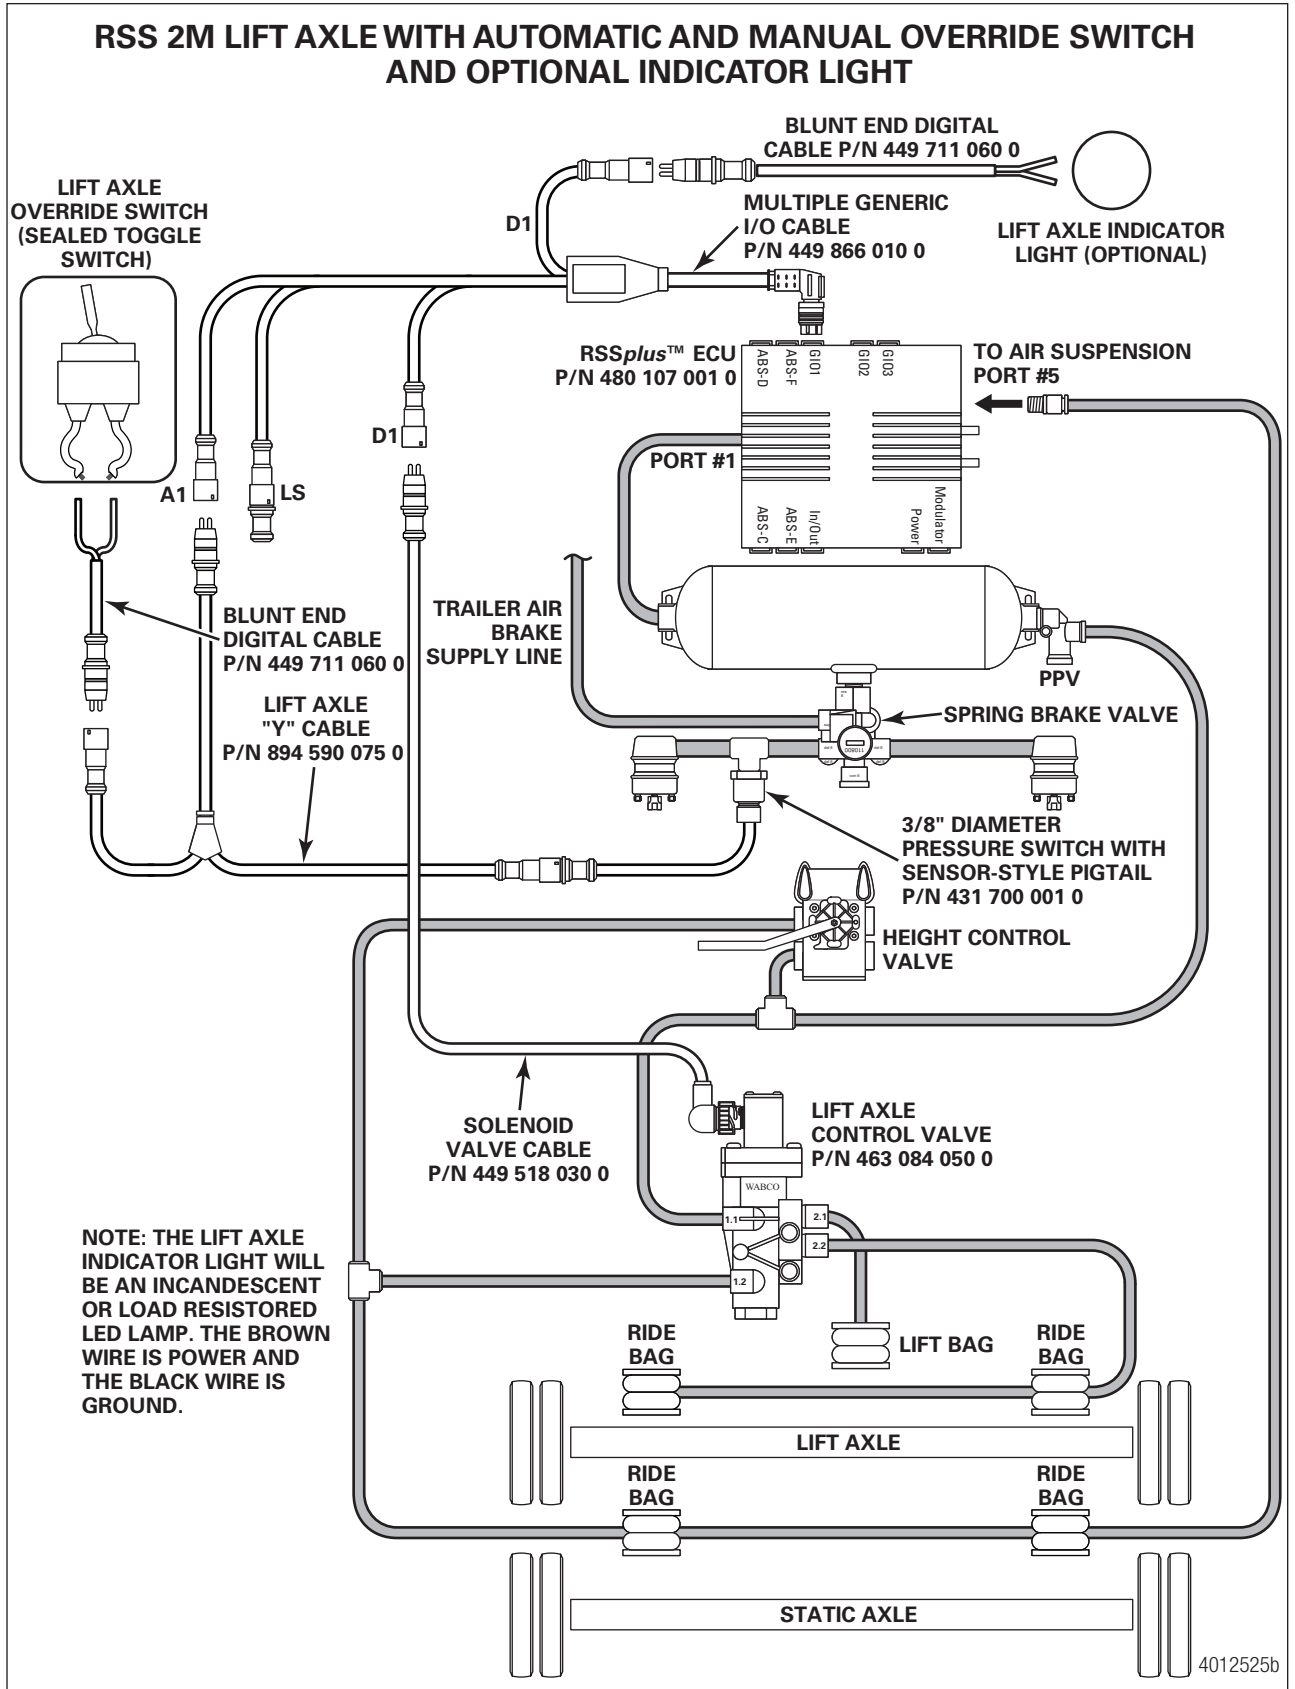 RSS 2M LIFT AXLE WITH AUTOMATIC AND MANUAL OVERRIDE SWITCH
AND OPTIONAL INDICATOR LIGHT
BLUNT END DIGITAL
CABLE P/N 449 711 060 0
LIFT AXLE
OVERRIDE SWITCH
(SEALED TOGGLE
SWITCH)
D1
MULTIPLE GENERIC
I/O CABLE
P/N 449 866 010 0
LIFT AXLE INDICATOR
LIGHT (OPTIONAL)
RSSplus™ ECU
P/N 480 107 001 0
ABS-D
ABS-F
GIO1
GIO2
GIO3
TO AIR SUSPENSION
PORT #5
D1
PORT #1
A1
LS
ABS-C
ABS-E
In/Out
Power
Modulator
BLUNT END
DIGITAL CABLE
P/N 449 711 060 0
TRAILER AIR
BRAKE
SUPPLY LINE
PPV
LIFT AXLE
"Y" CABLE
P/N 894 590 075 0
SPRING BRAKE VALVE
110800
3/8" DIAMETER
PRESSURE SWITCH WITH
SENSOR-STYLE PIGTAIL
P/N 431 700 001 0
HEIGHT CONTROL
VALVE
SOLENOID
VALVE CABLE
P/N 449 518 030 0
LIFT AXLE
CONTROL VALVE
P/N 463 084 050 0
WABCO
1.1
2.1
2.2
1.2
NOTE: THE LIFT AXLE
INDICATOR LIGHT WILL
BE AN INCANDESCENT
OR LOAD RESISTORED
LED LAMP. THE BROWN
WIRE IS POWER AND
THE BLACK WIRE IS
GROUND.
RIDE
BAG
LIFT BAG
RIDE
BAG
LIFT AXLE
RIDE
BAG
RIDE
BAG
STATIC AXLE
4012525b